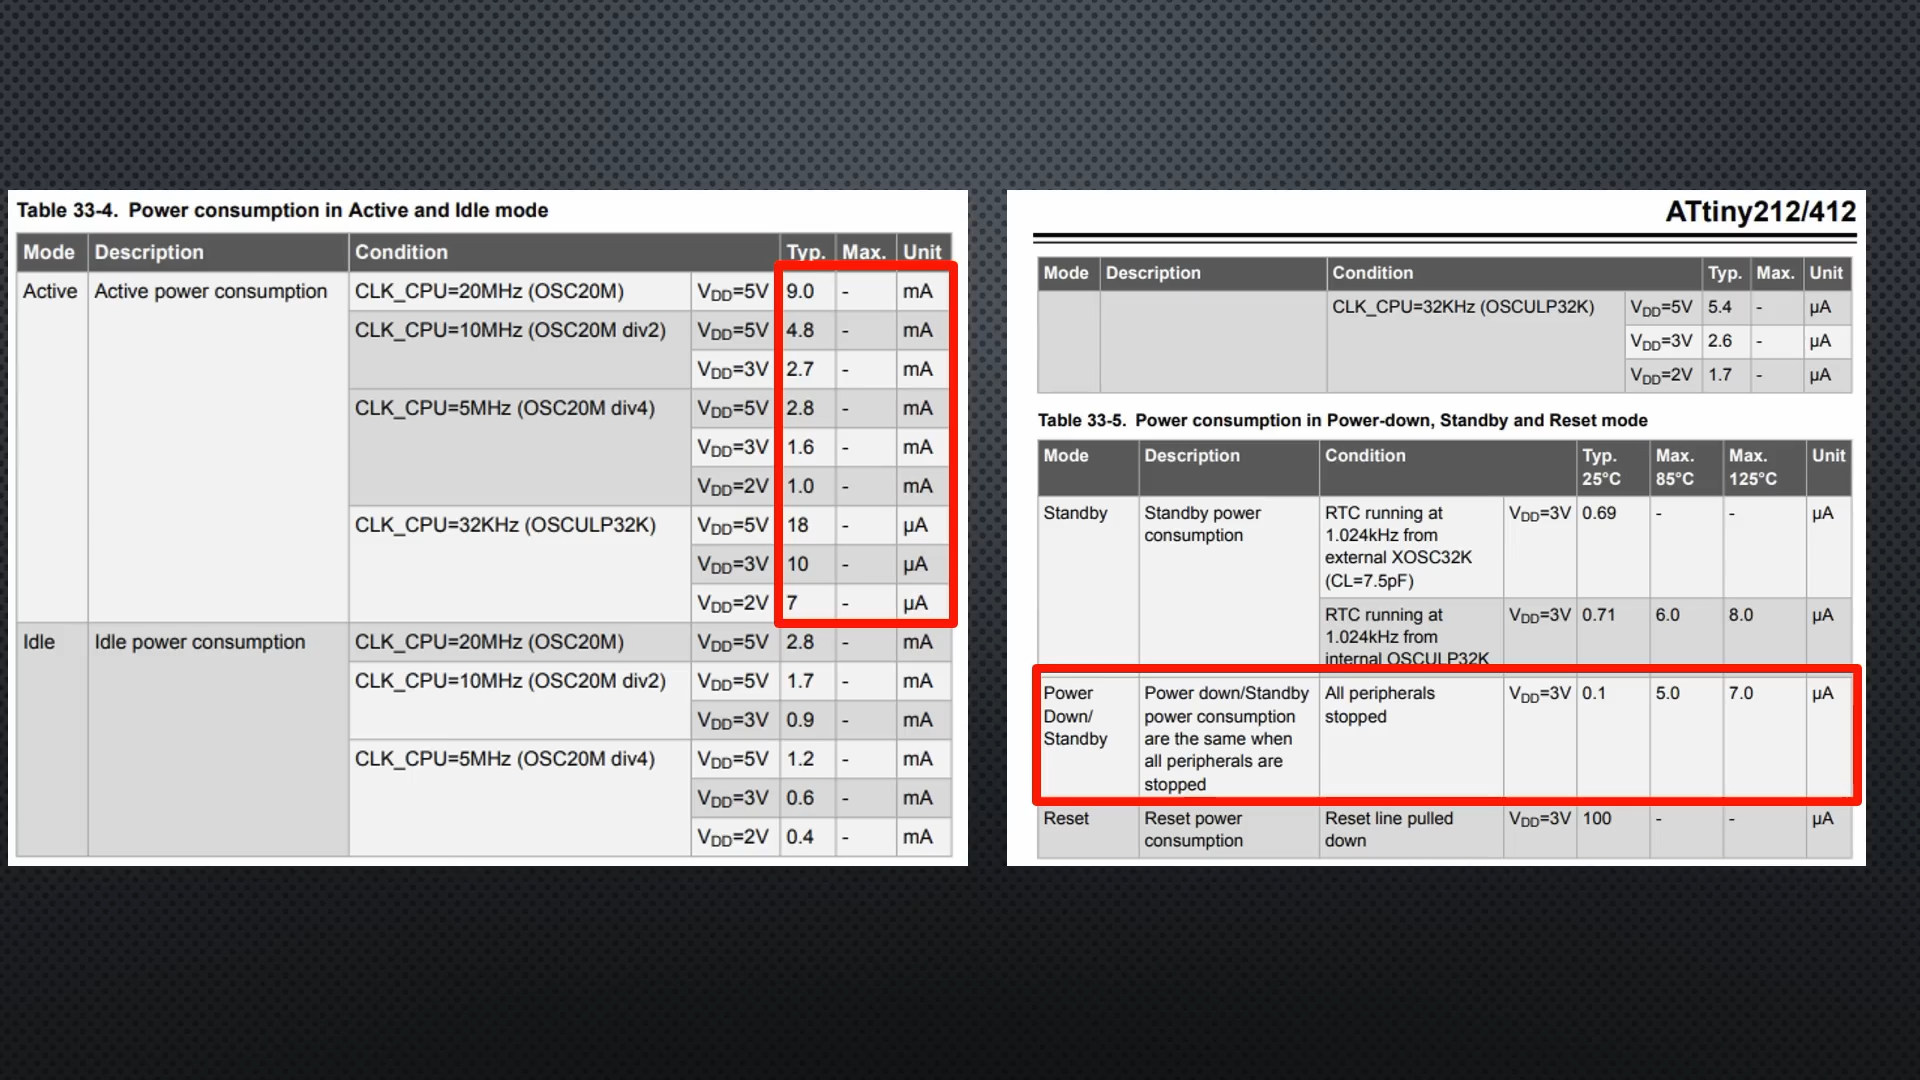 Table 33-4. Power consumption in Active and Idle mode
Mode Description Condition Typ. Max. Unit
Active Active power consumption CLK_CPU=20MHz (OSC20M) VDD=5V 9.0 - mA
CLK_CPU=10MHz (OSC20M div2) VDD=5V 4.8 - mA
VDD=3V 2.7 - mA
CLK_CPU=5MHz (OSC20M div4) VDD=5V 2.8 - mA
VDD=3V 1.6 - mA
VDD=2V 1.0 - mA
CLK_CPU=32KHz (OSCULP32K) VDD=5V 18 - µA
VDD=3V 10 - µA
VDD=2V 7 - µA
Idle Idle power consumption CLK_CPU=20MHz (OSC20M) VDD=5V 2.8 - mA
CLK_CPU=10MHz (OSC20M div2) VDD=5V 1.7 - mA
VDD=3V 0.9 - mA
CLK_CPU=5MHz (OSC20M div4) VDD=5V 1.2 - mA
VDD=3V 0.6 - mA
VDD=2V 0.4 - mA
ATtiny212/412
Mode Description Condition Typ. Max. Unit
CLK_CPU=32KHz (OSCULP32K) VDD=5V 5.4 - µA
VDD=3V 2.6 - µA
VDD=2V 1.7 - µA
Table 33-5. Power consumption in Power-down, Standby and Reset mode
Mode Description Condition Typ. Max. Max. Unit
25°C 85°C 125°C
Standby Standby power RTC running at VDD=3V 0.69 - - µA
consumption 1.024kHz from
external XOSC32K
(CL=7.5pF)
RTC running at VDD=3V 0.71 6.0 8.0 µA
1.024kHz from
internal OSCULP32K
Power Power down/Standby All peripherals VDD=3V 0.1 5.0 7.0 µA
Down/ power consumption stopped
Standby are the same when
all peripherals are
stopped
Reset Reset power Reset line pulled VDD=3V 100 - - µA
consumption down